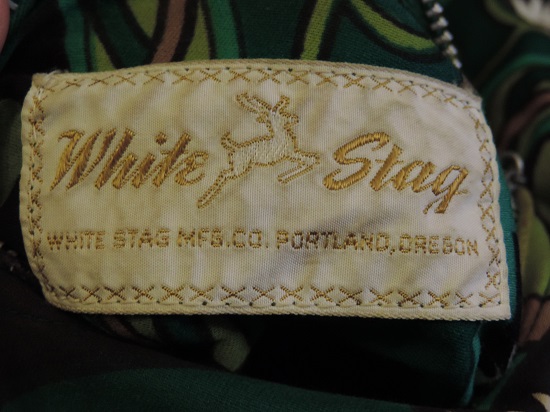 White Stag
WHITE STAG MFG.CO. PORTLAND, OREGON